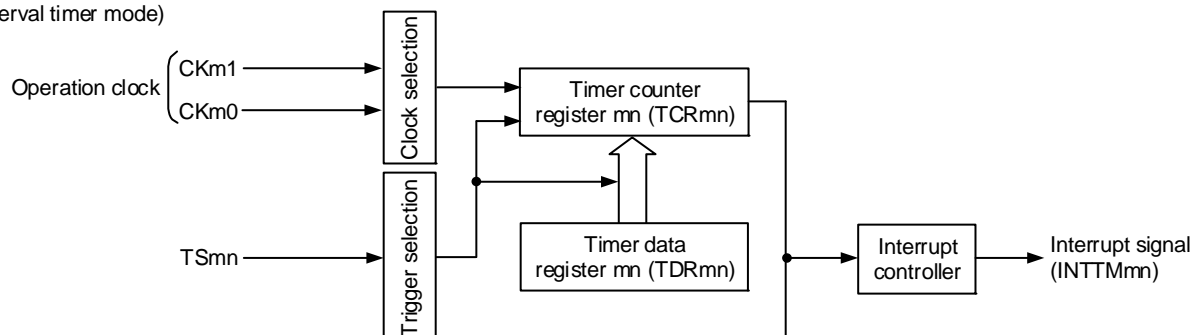 erval timer mode)
Operation clock
CKm1
CKm0
Clock selection
Timer counter
register mn (TCRmn)
TSmn
Trigger selection
Timer data
register mn (TDRmn)
Interrupt
controller
Interrupt signal
(INTTMmn)